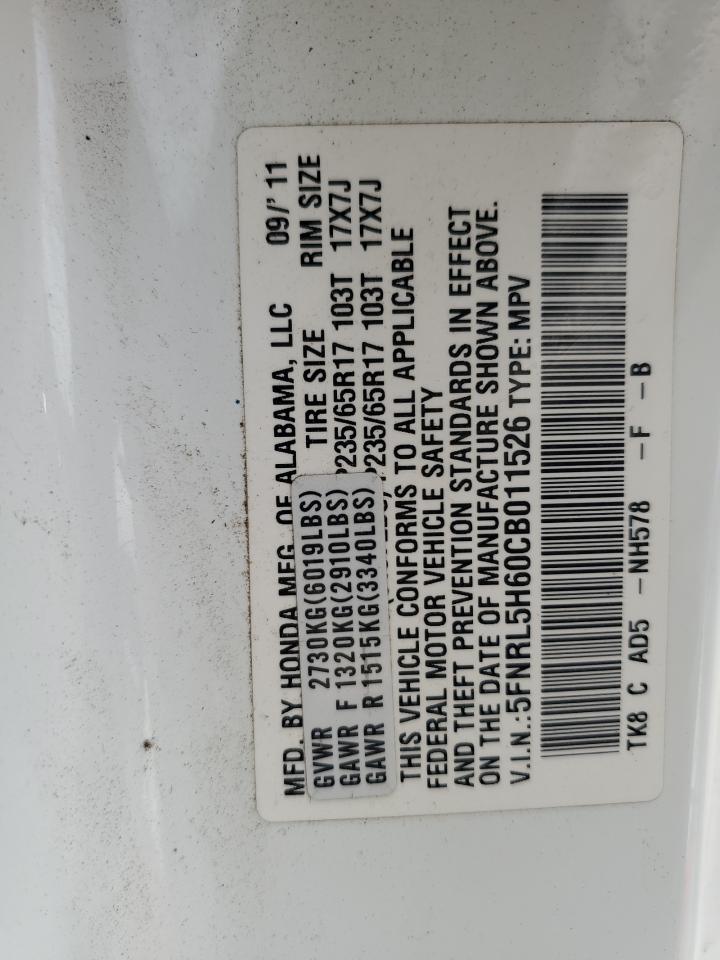 MFD. BY HONDA MFG. OF ALABAMA, LLC 09/' 11
TIRE SIZE RIM SIZE
GVWR 2730KG(6019LBS)
GAWR F 1320KG(2910LBS) P235/65R17 103T 17X7J
GAWR R 1515KG(3340LBS) P235/65R17 103T 17X7J
THIS VEHICLE CONFORMS TO ALL APPLICABLE
FEDERAL MOTOR VEHICLE SAFETY
AND THEFT PREVENTION STANDARDS IN EFFECT
ON THE DATE OF MANUFACTURE SHOWN ABOVE.
V.I.N.:5FNRL5H60CB011526 TYPE: MPV
TK8 C AD5 -NH578 -F -B